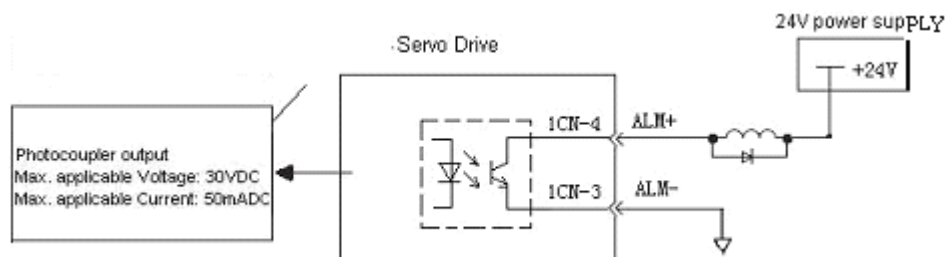 24V power supPLY
Servo Drive
+24V
1CN-4
ALM+
Photocoupler output
Max. applicable Voltage: 30VDC
Max. applicable Current: 50mADC
1CN-3
ALM-